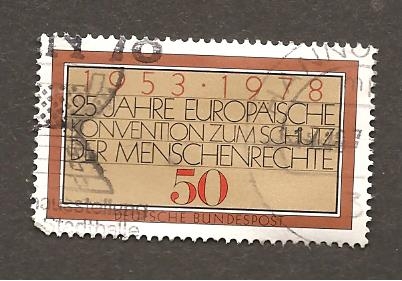 1953·1978
25 JAHRE EUROPÄISCHE
KONVENTION ZUM SCHUTZ
DER MENSCHENRECHTE
50
DEUTSCHE BUNDESPOST